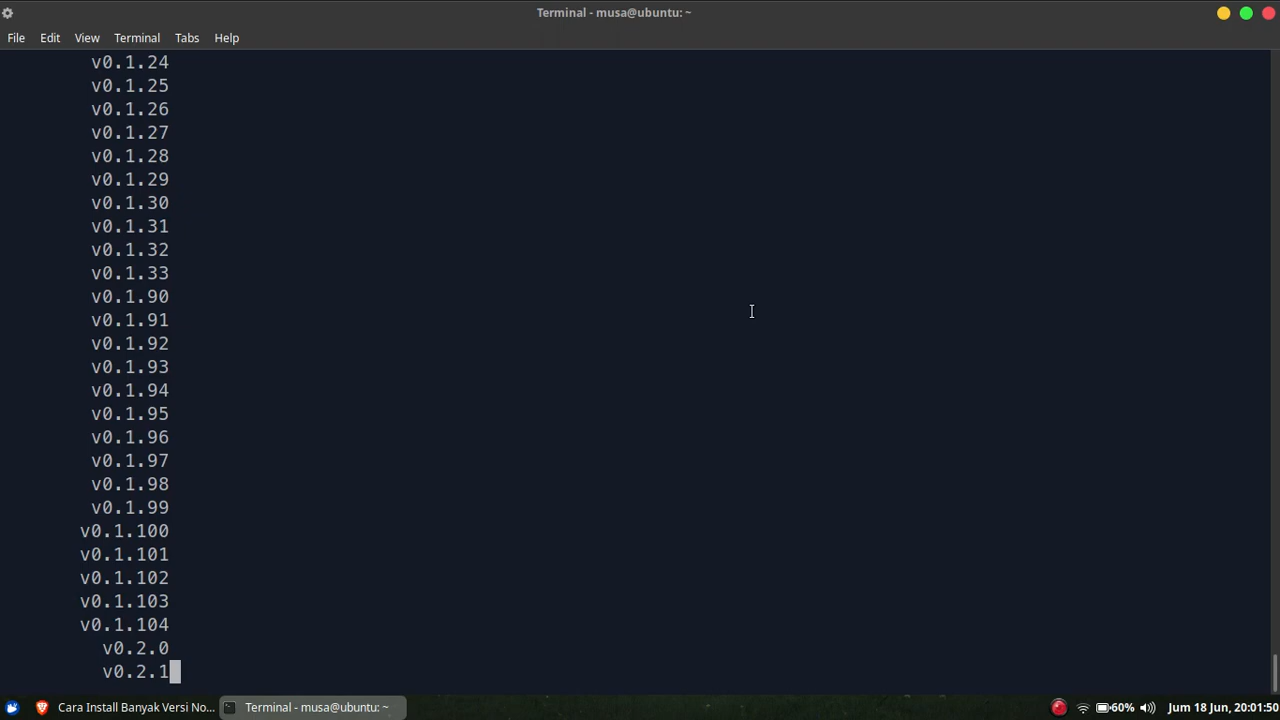 Terminal - musa@ubuntu: ~
File Edit View Terminal Tabs Help
v0.1.24
v0.1.25
v0.1.26
v0.1.27
v0.1.28
v0.1.29
v0.1.30
v0.1.31
v0.1.32
v0.1.33
v0.1.90
v0.1.91
v0.1.92
v0.1.93
v0.1.94
v0.1.95
v0.1.96
v0.1.97
v0.1.98
v0.1.99
v0.1.100
v0.1.101
v0.1.102
v0.1.103
v0.1.104
v0.2.0
v0.2.1
Cara Install Banyak Versi No... Terminal - musa@ubuntu: ~ 60% Jum 18 Jun, 20:01:50